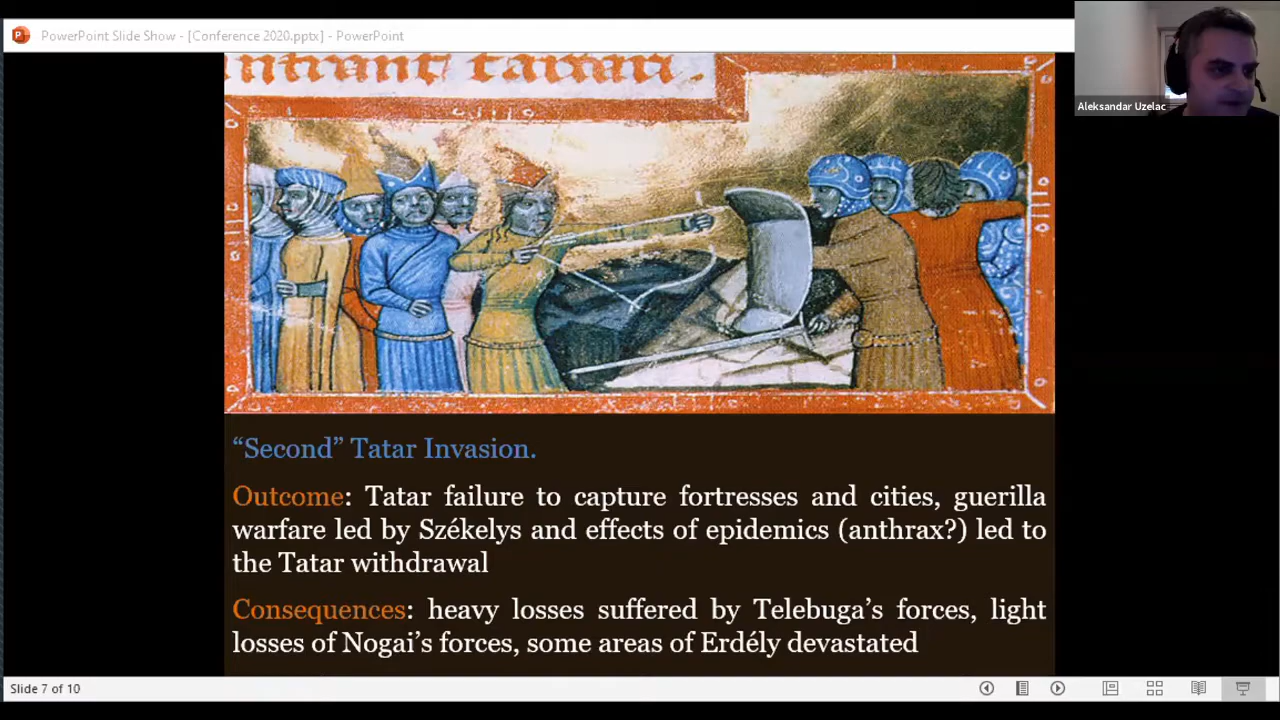 PowerPoint Slide Show - [Conference 2020.pptx] - PowerPoint
Aleksandar Uzelac
“Second” Tatar Invasion.
Outcome: Tatar failure to capture fortresses and cities, guerilla
warfare led by Székelys and effects of epidemics (anthrax?) led to
the Tatar withdrawal
Consequences: heavy losses suffered by Telebuga’s forces, light
losses of Nogai’s forces, some areas of Erdély devastated
Slide 7 of 10